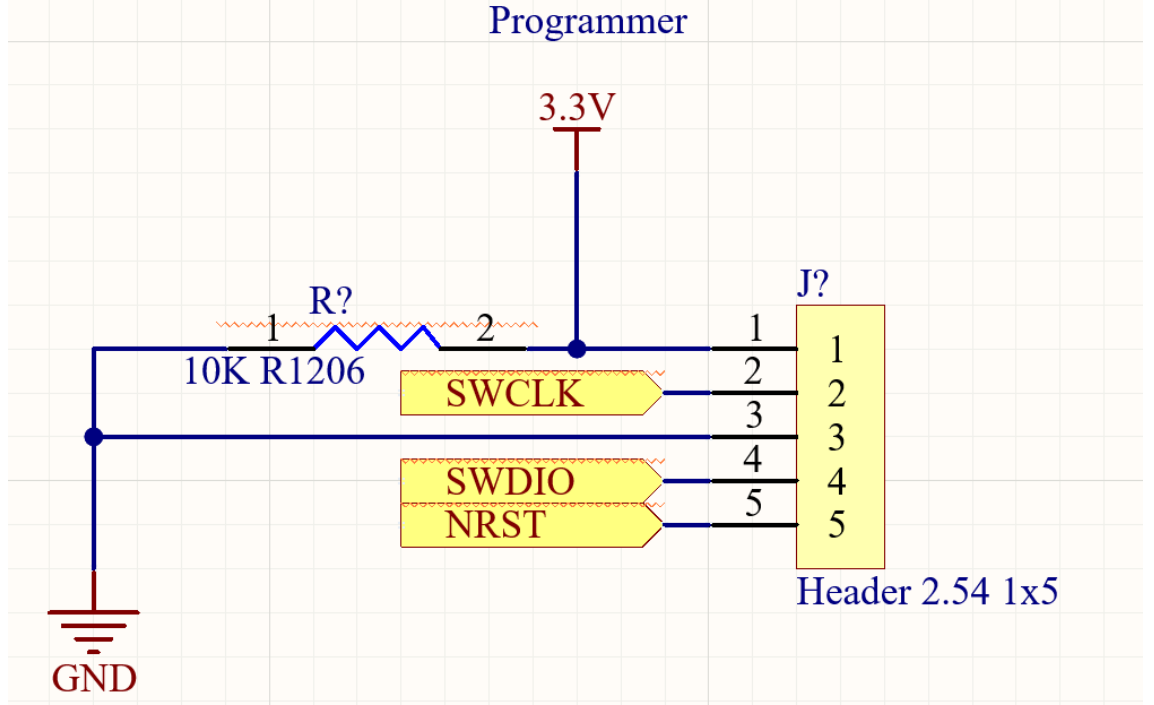 Programmer
3.3V
J?
R?
1 2 1 1
10K R1206
SWCLK 2 2
3 3
SWDIO 4 4
NRST 5 5
Header 2.54 1x5
GND